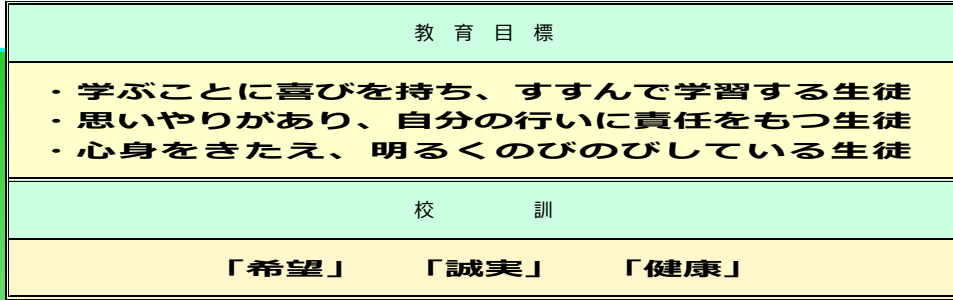 教 育 目 標
・学ぶことに喜びを持ち、すすんで学習する生徒
・思いやりがあり、自分の行いに責任をもつ生徒
・心身をきたえ、明るくのびのびしている生徒
校 訓
「希望」 「誠実」 「健康」